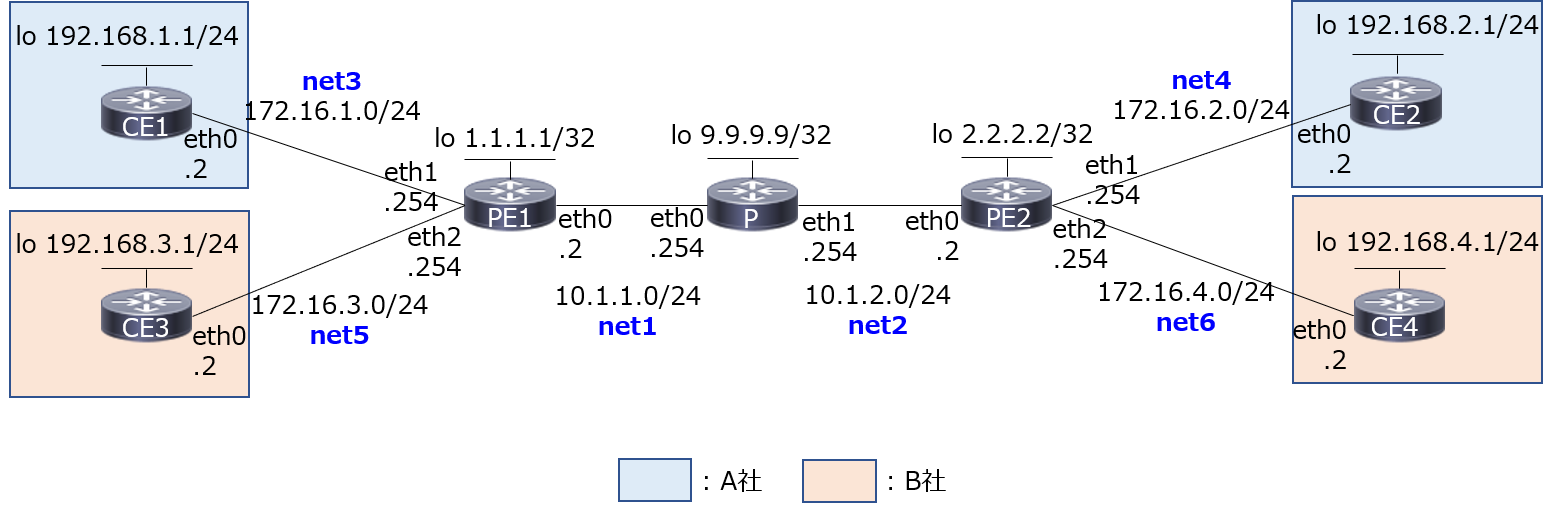 lo 192.168.1.1/24
CE1
eth0
.2
net3
172.16.1.0/24
lo 192.168.3.1/24
CE3
eth0
.2
172.16.3.0/24
net5
lo 1.1.1.1/32
eth1
.254
PE1
eth2
.254
eth0
.2
10.1.1.0/24
net1
lo 9.9.9.9/32
eth0
.254
P
eth1
.254
10.1.2.0/24
net2
lo 2.2.2.2/32
eth0
.2
PE2
eth1
.254
eth2
.254
net4
172.16.2.0/24
172.16.4.0/24
net6
lo 192.168.2.1/24
CE2
eth0
.2
lo 192.168.4.1/24
CE4
eth0
.2
：A社
：B社